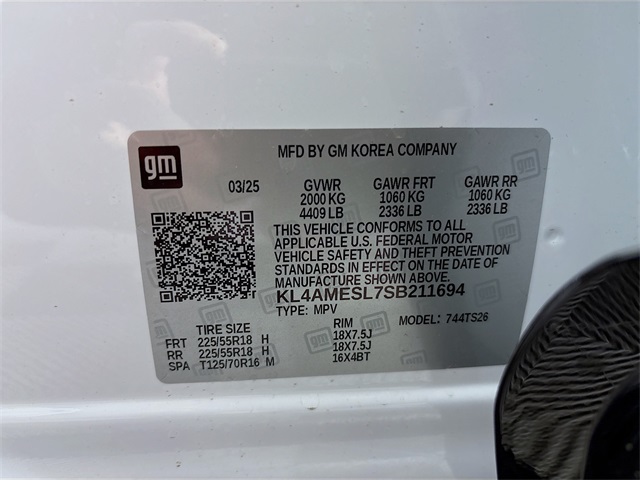 gm
MFD BY GM KOREA COMPANY
03/25 GVWR GAWR FRT GAWR RR
2000 KG 1060 KG 1060 KG
4409 LB 2336 LB 2336 LB
THIS VEHICLE CONFORMS TO ALL
APPLICABLE U.S. FEDERAL MOTOR
VEHICLE SAFETY AND THEFT PREVENTION
STANDARDS IN EFFECT ON THE DATE OF
MANUFACTURE SHOWN ABOVE.
KL4AMESL7SB211694
TYPE: MPV MODEL: 744TS26
TIRE SIZE RIM
FRT 225/55R18 H 18X7.5J
RR 225/55R18 H 18X7.5J
SPA T125/70R16 M 16X4BT